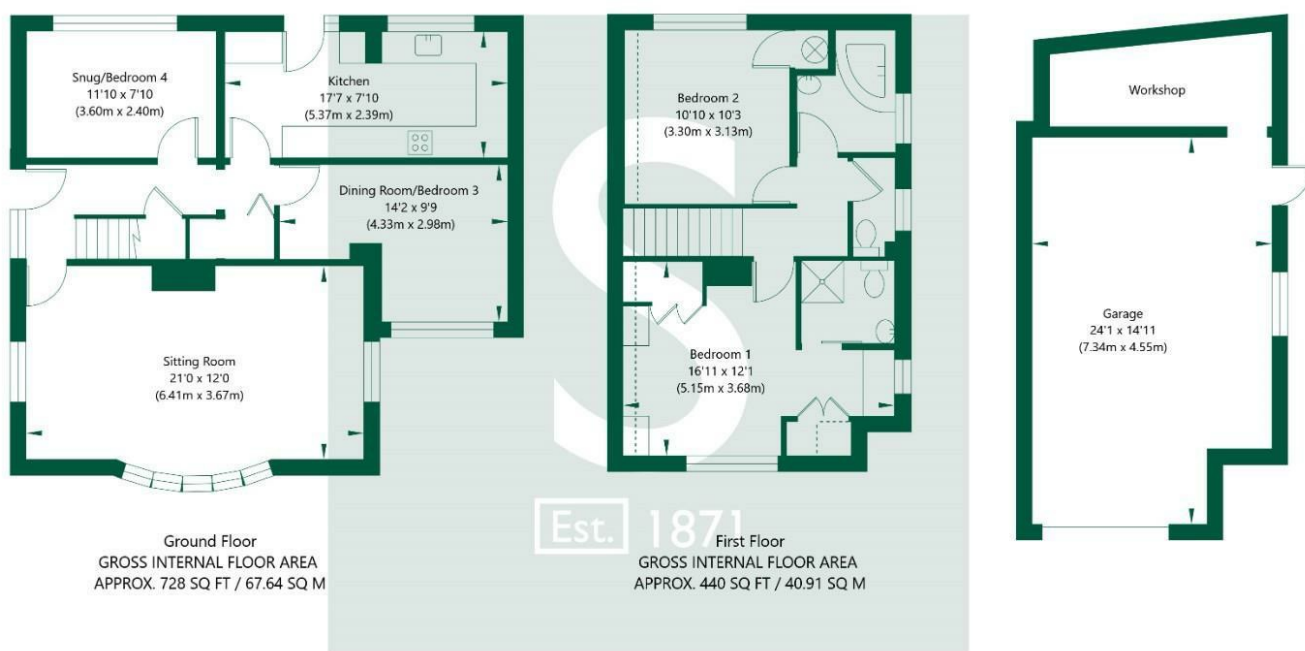 Snug/Bedroom 4
11'10 x 7'10
(3.60m x 2.40m)
Kitchen
17'7 x 7'10
(5.37m x 2.39m)
Dining Room/Bedroom 3
14'2 x 9'9
(4.33m x 2.98m)
Sitting Room
21'0 x 12'0
(6.41m x 3.67m)
Ground Floor
GROSS INTERNAL FLOOR AREA
APPROX. 728 SQ FT / 67.64 SQ M
Bedroom 2
10'10 x 10'3
(3.30m x 3.13m)
Bedroom 1
16'11 x 12'1
(5.15m x 3.68m)
First Floor
GROSS INTERNAL FLOOR AREA
APPROX. 440 SQ FT / 40.91 SQ M
Workshop
Garage
24'1 x 14'11
(7.34m x 4.55m)
S
Est. 1871